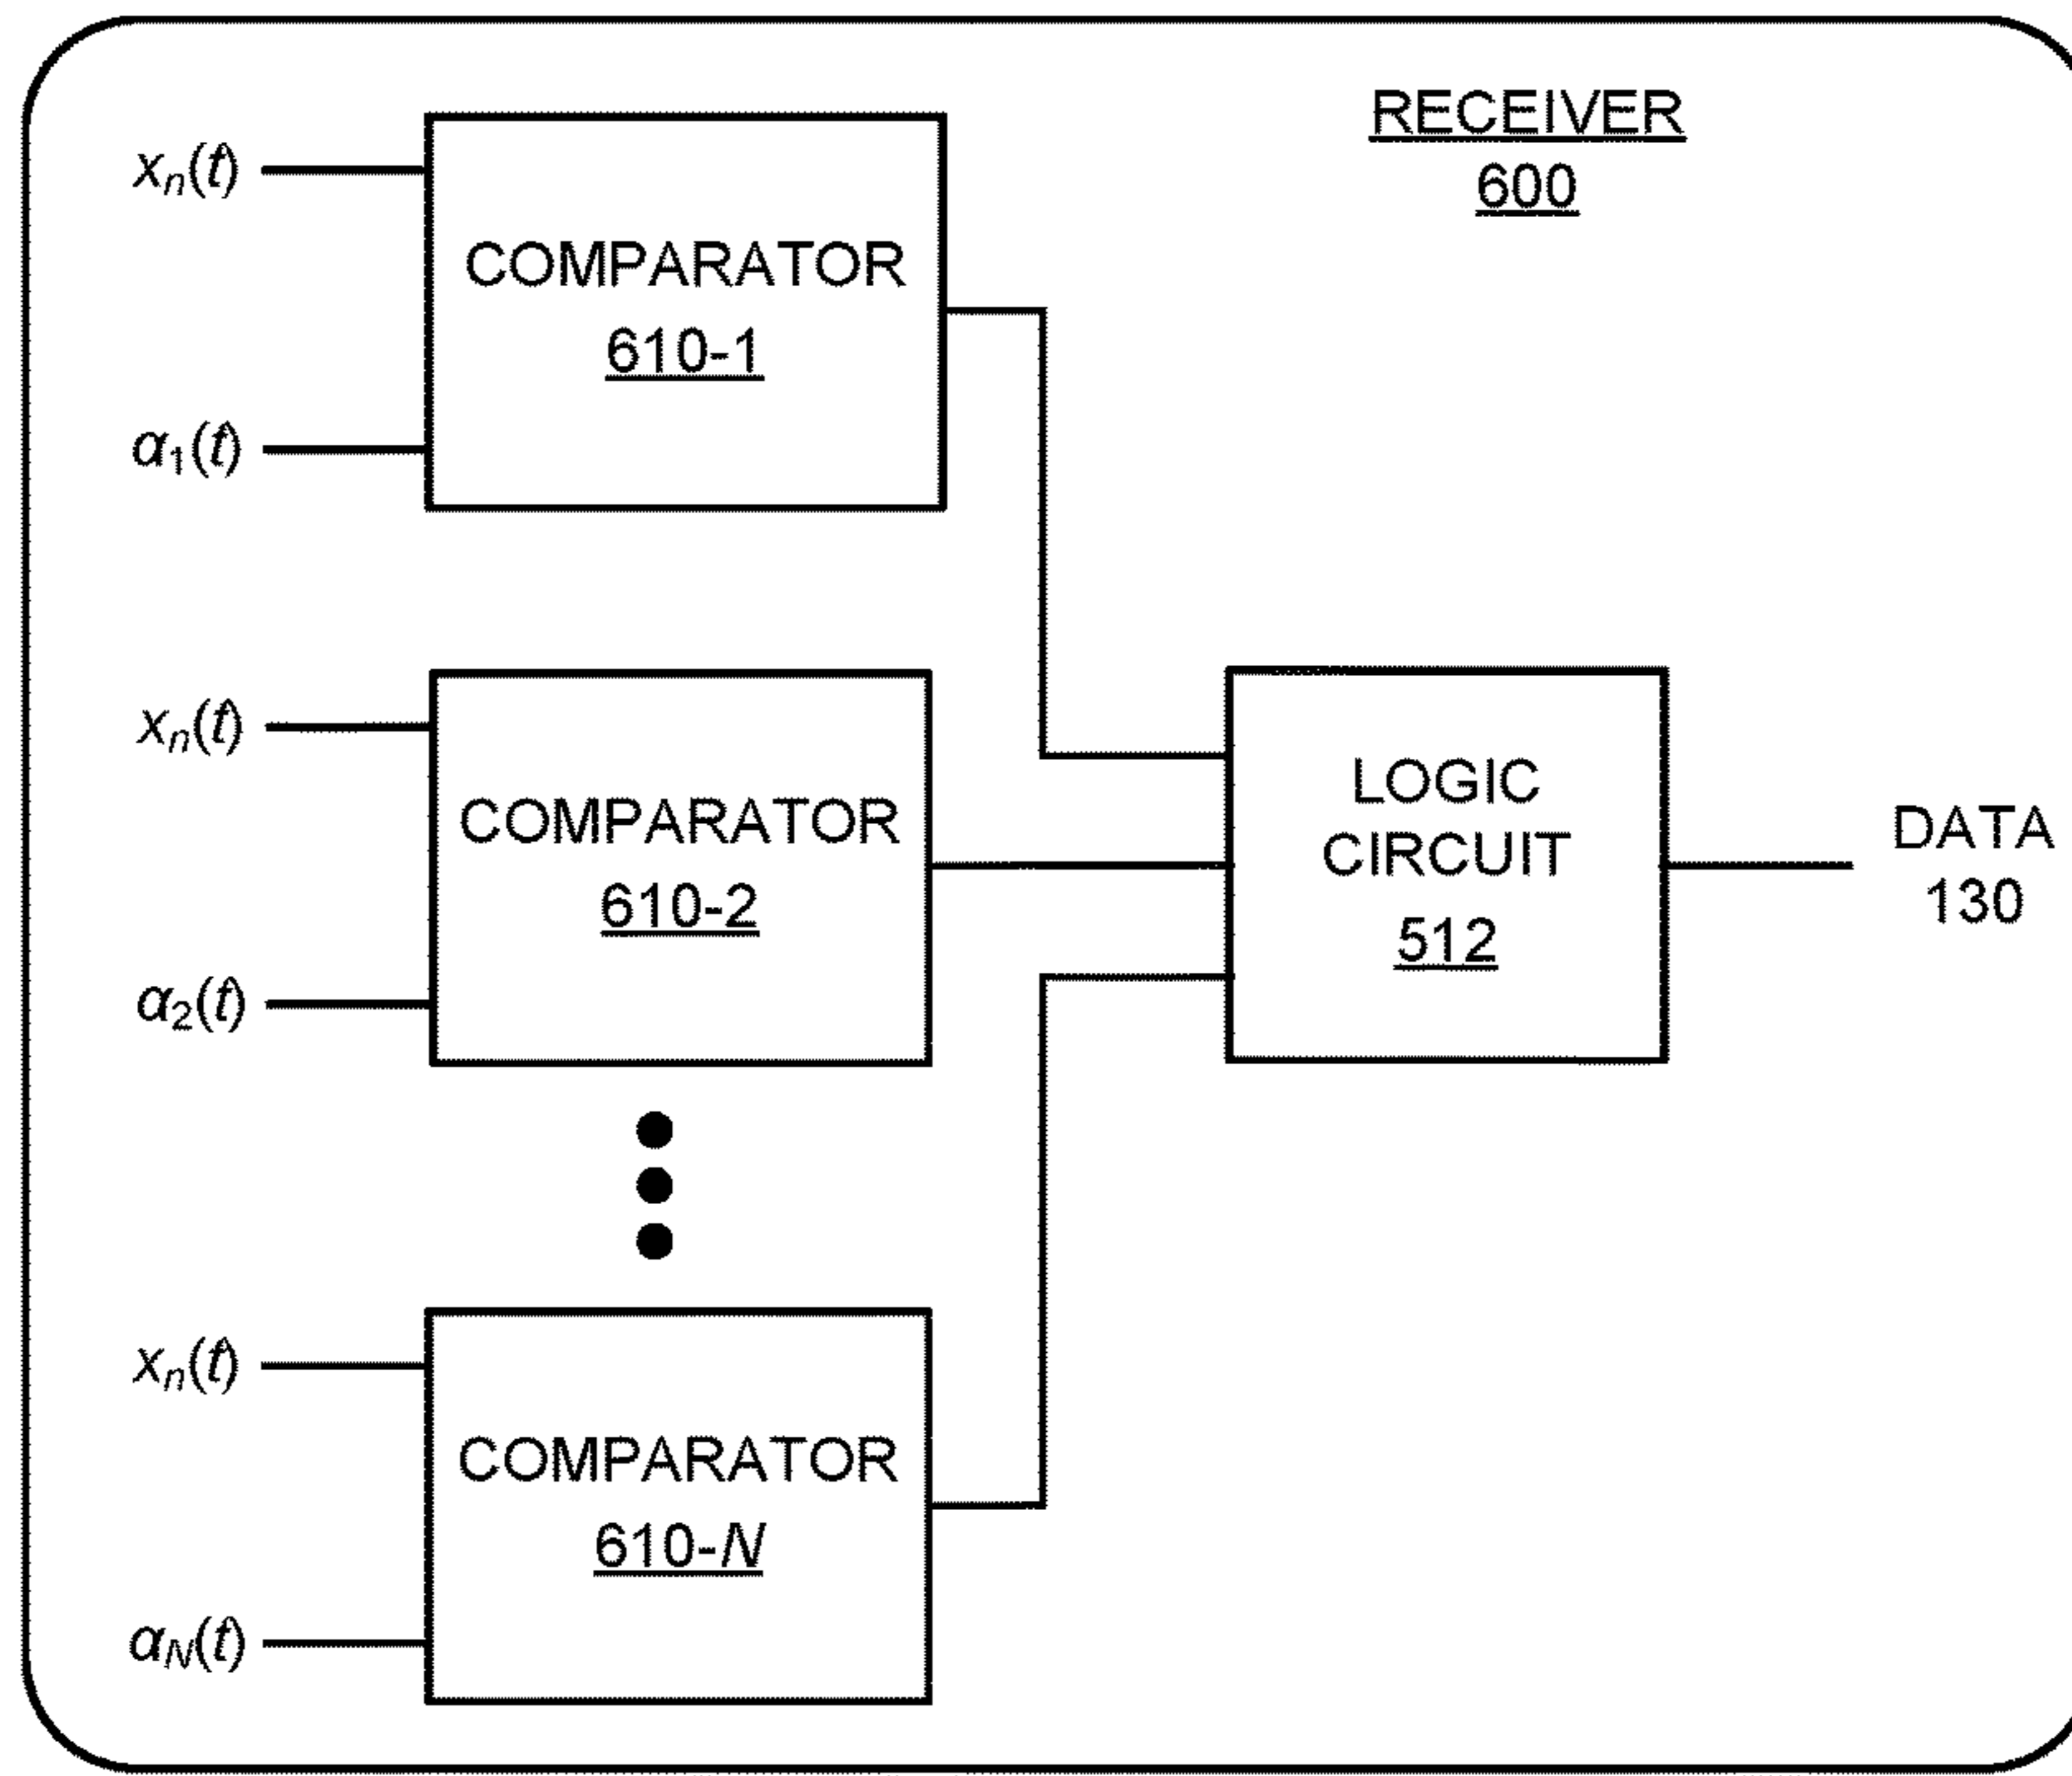 RECEIVER
600
xn(t)
COMPARATOR
610-1
α1(t)
xn(t)
COMPARATOR
610-2
α2(t)
LOGIC
CIRCUIT
512
DATA
130
xn(t)
COMPARATOR
610-N
αN(t)